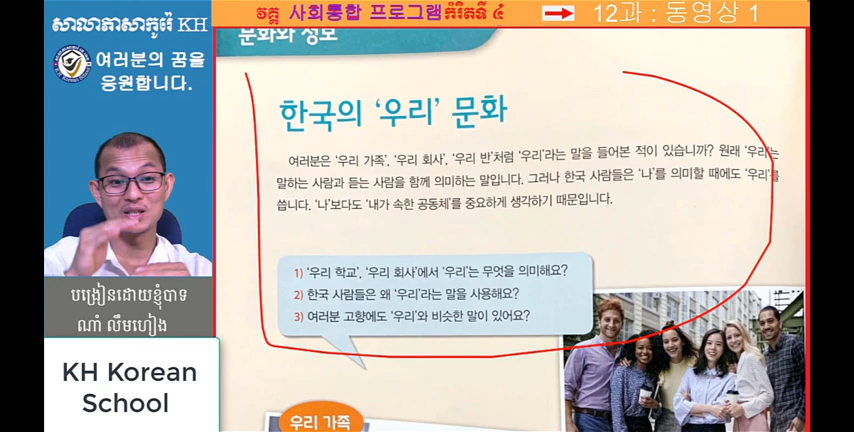 សាលាភាសាកូរ៉េ KH
여러분의 꿈을
응원합니다.
វគ្គ 사회통합 프로그램 កំរិតទី ៤
12과 : 동영상 1
문화와 정보
한국의 ‘우리’ 문화
여러분은 ‘우리 가족’, ‘우리 회사’, ‘우리 반’처럼 ‘우리’라는 말을 들어본 적이 있습니까? 원래 ‘우리’는
말하는 사람과 듣는 사람을 함께 의미하는 말입니다. 그러나 한국 사람들은 ‘나’를 의미할 때에도 ‘우리’를
씁니다. ‘나’보다도 ‘내가 속한 공동체’를 중요하게 생각하기 때문입니다.
1) ‘우리 학교’, ‘우리 회사’에서 ‘우리’는 무엇을 의미해요?
2) 한국 사람들은 왜 ‘우리’라는 말을 사용해요?
3) 여러분 고향에도 ‘우리’와 비슷한 말이 있어요?
우리 가족
បង្រៀនដោយខ្ញុំបាទ
ណាំ លឹមហៀង
KH Korean
School